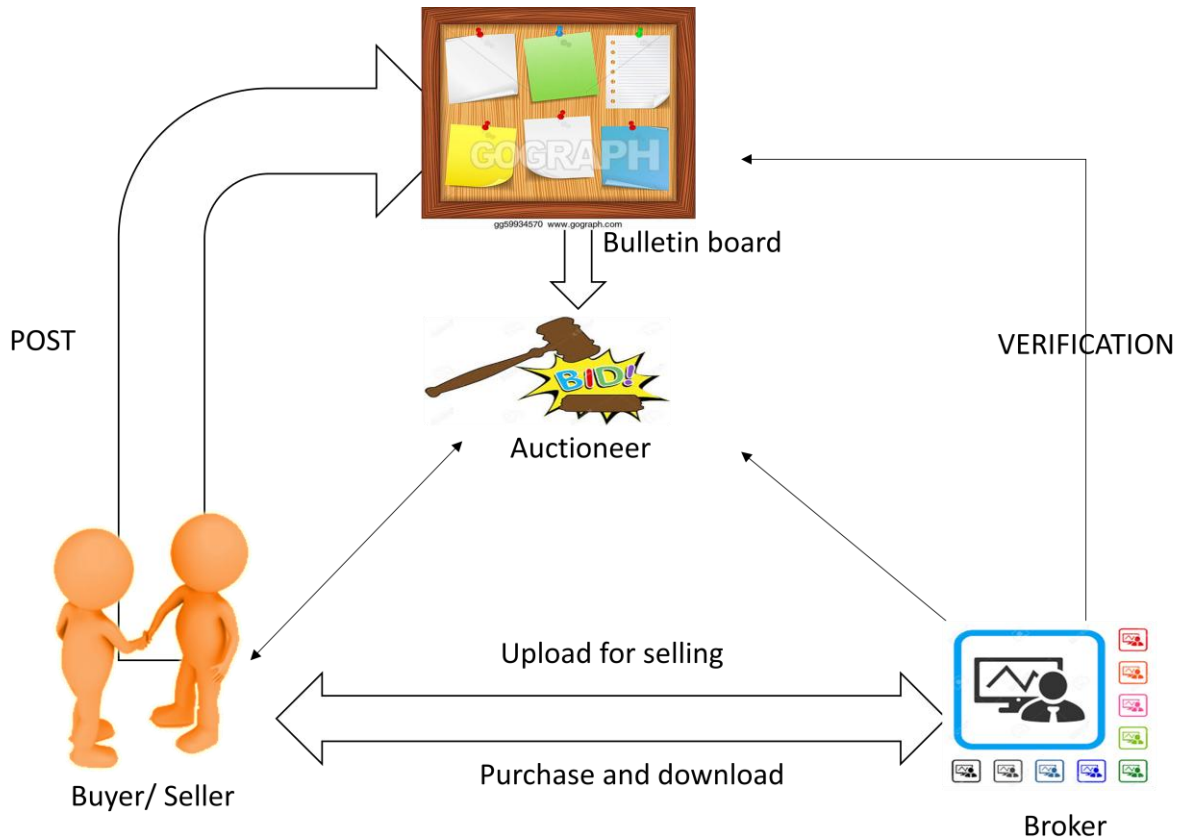 GOGRAPH
gg59934570 www.gograph.com
Bulletin board
POST
VERIFICATION
BID!
Auctioneer
Upload for selling
Purchase and download
Buyer/ Seller
Broker